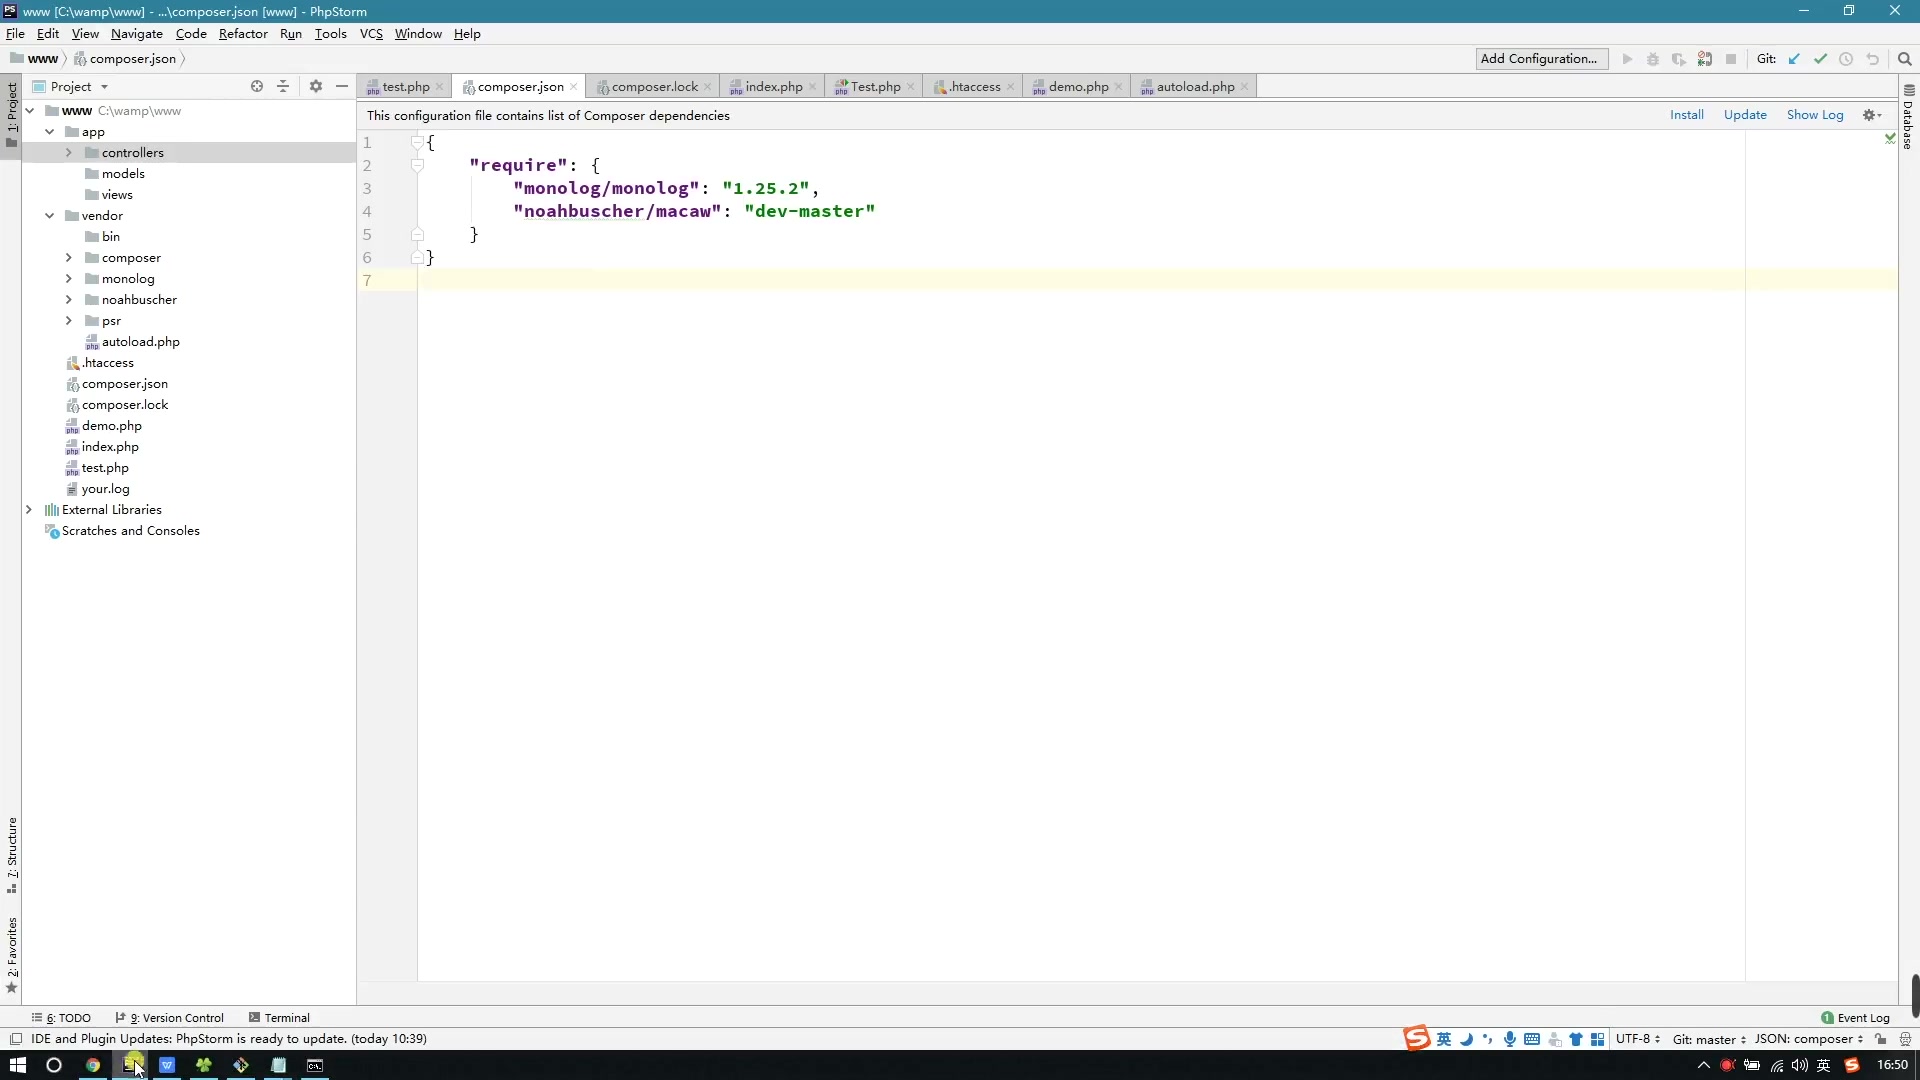 www [C:\wamp\www] - ...\composer.json [www] - PhpStorm
File Edit View Navigate Code Refactor Run Tools VCS Window Help
www composer.json
Add Configuration... Git:
1: Project
Project
test.php composer.json composer.lock index.php Test.php .htaccess demo.php autoload.php
Database
This configuration file contains list of Composer dependencies
Install Update Show Log
www C:\wamp\www
app
controllers
models
views
vendor
bin
composer
monolog
noahbuscher
psr
autoload.php
.htaccess
composer.json
composer.lock
demo.php
index.php
test.php
your.log
External Libraries
Scratches and Consoles
1 {
2 "require": {
3 "monolog/monolog": "1.25.2",
4 "noahbuscher/macaw": "dev-master"
5 }
6 }
7
7: Structure
2: Favorites
6: TODO 9: Version Control Terminal
1 Event Log
IDE and Plugin Updates: PhpStorm is ready to update. (today 10:39)
英
UTF-8 Git: master JSON: composer
英 16:50